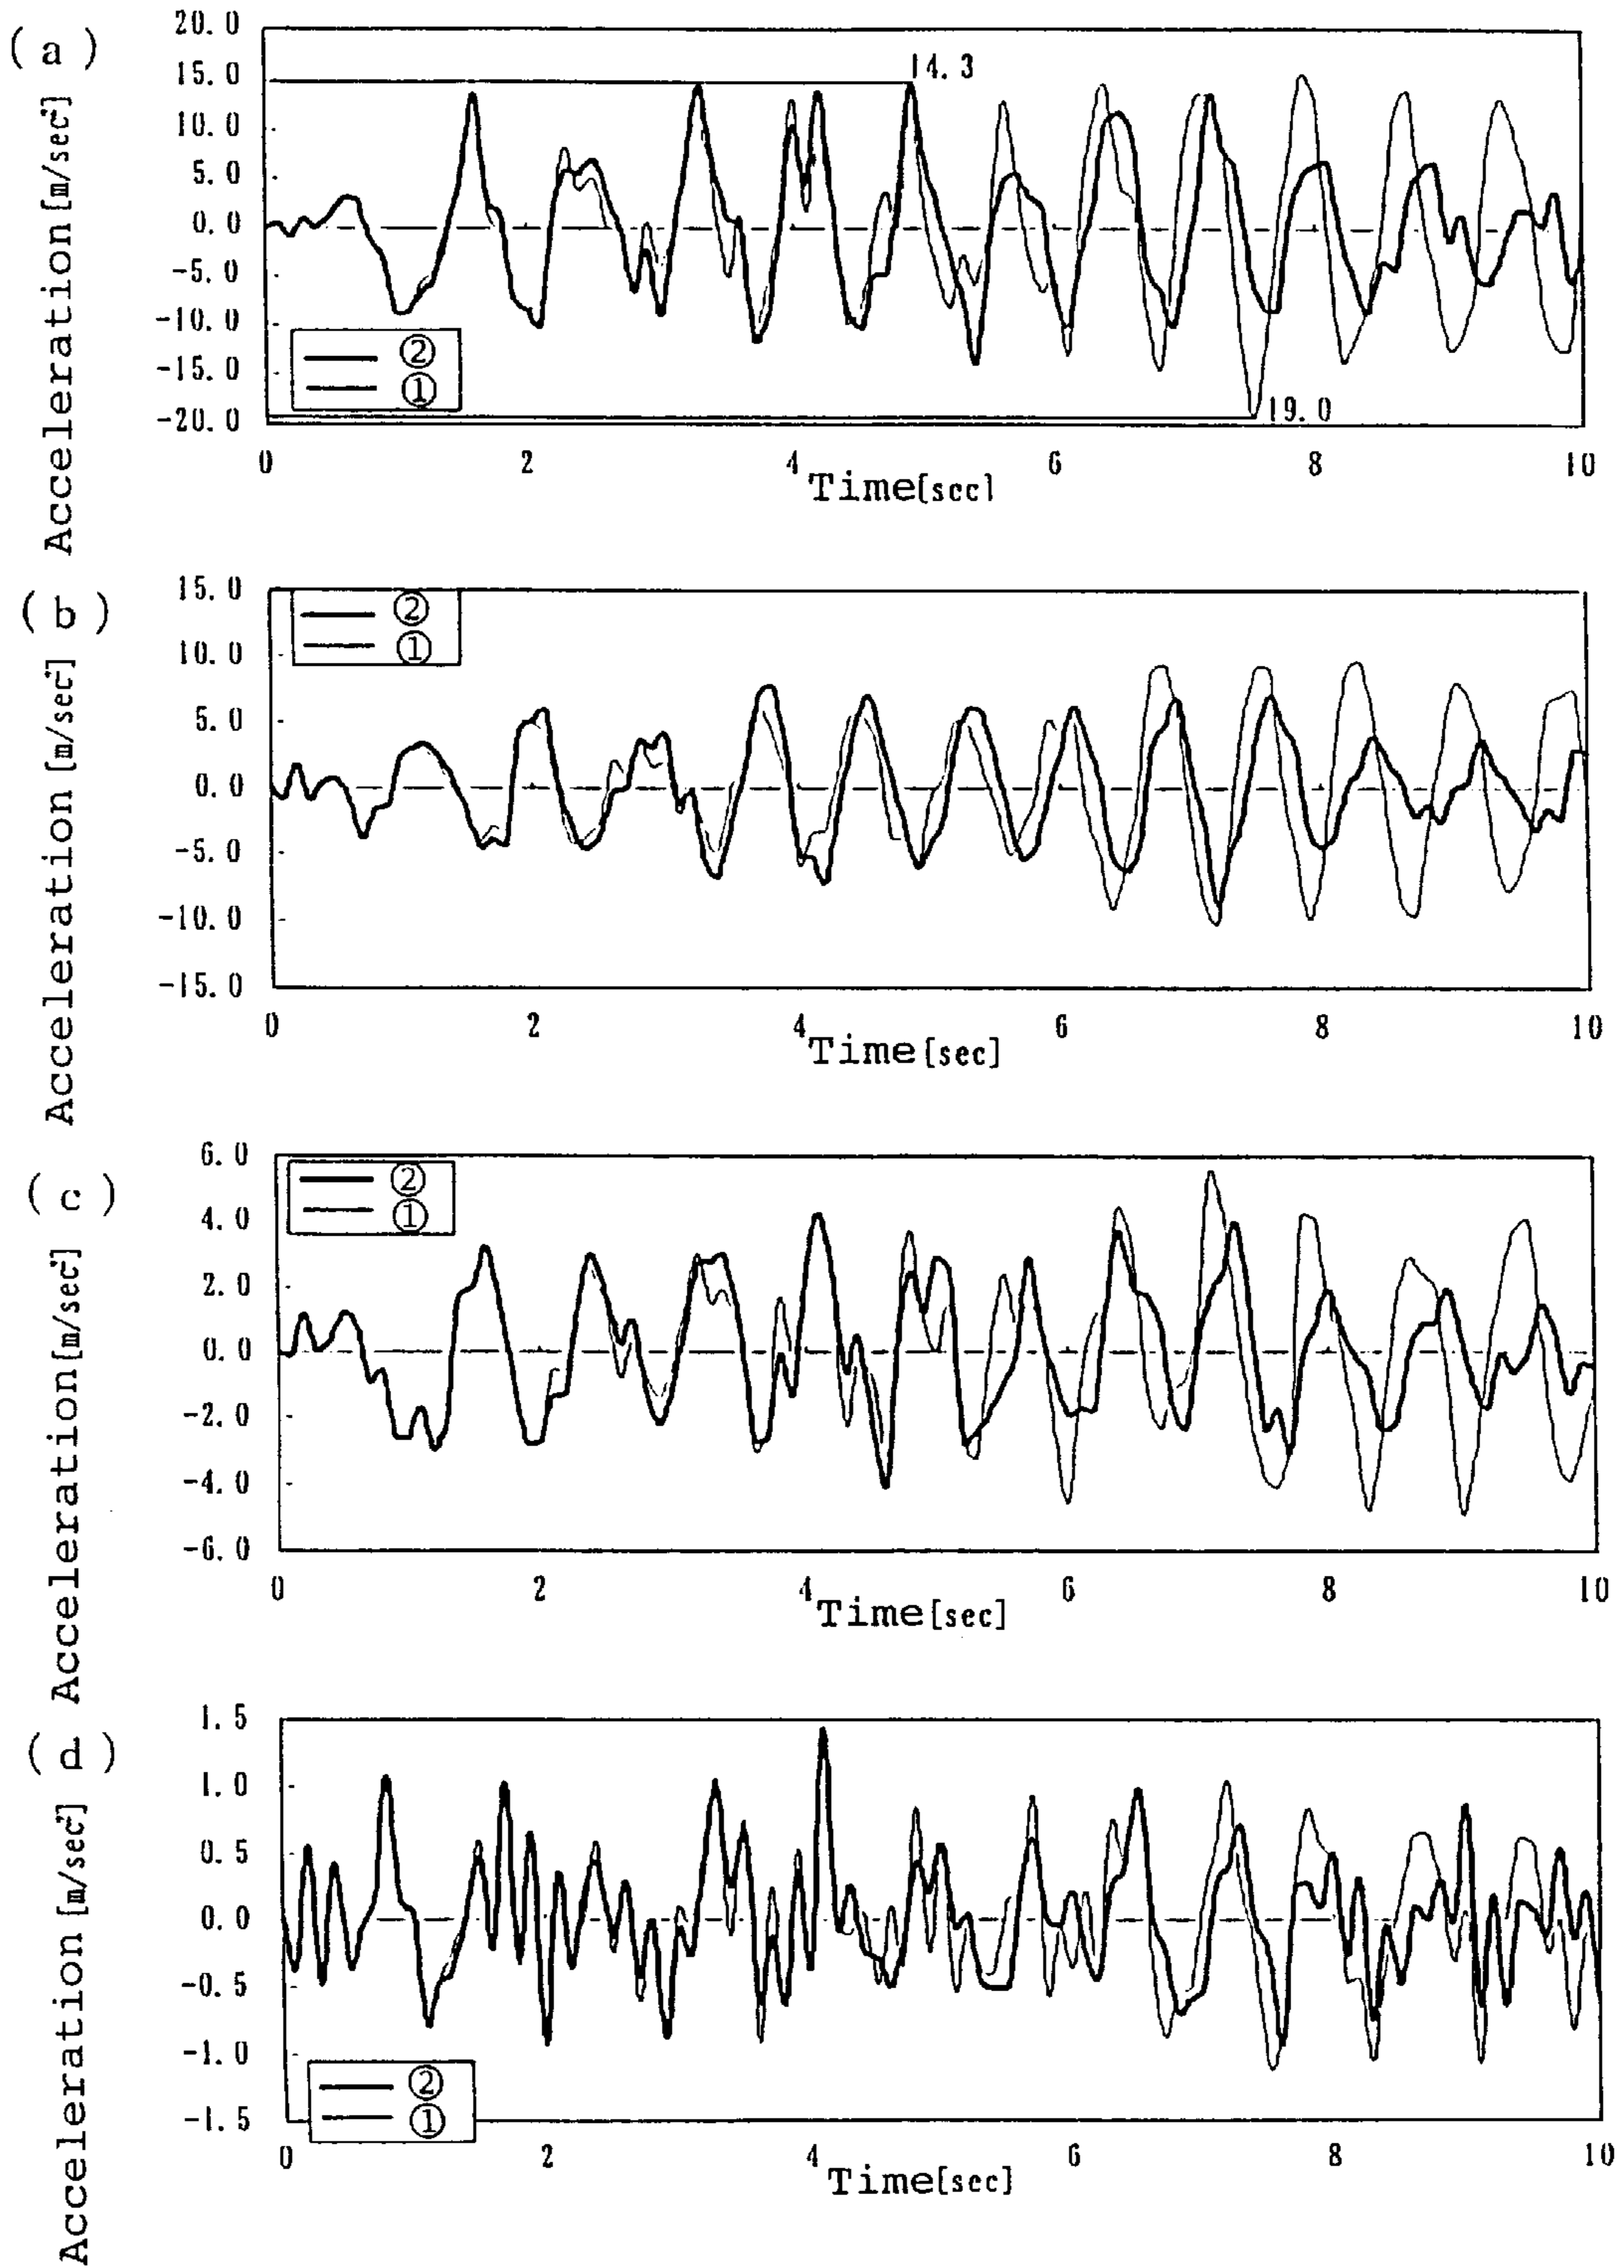 (a)
Acceleration[m/sec²]
20.0
15.0
10.0
5.0
0.0
-5.0
-10.0
-15.0
-20.0
14.3
19.0
②
①
0 2 4 6 8 10
Time[scc]
(b)
Acceleration[m/sec²]
15.0
10.0
5.0
0.0
-5.0
-10.0
-15.0
②
①
0 2 4 6 8 10
Time[sec]
(c)
Acceleration[m/sec²]
6.0
4.0
2.0
0.0
-2.0
-4.0
-6.0
②
①
0 2 4 6 8 10
Time[sec]
(d)
Acceleration[m/sec²]
1.5
1.0
0.5
0.0
-0.5
-1.0
-1.5
②
①
0 2 4 6 8 10
Time[sec]